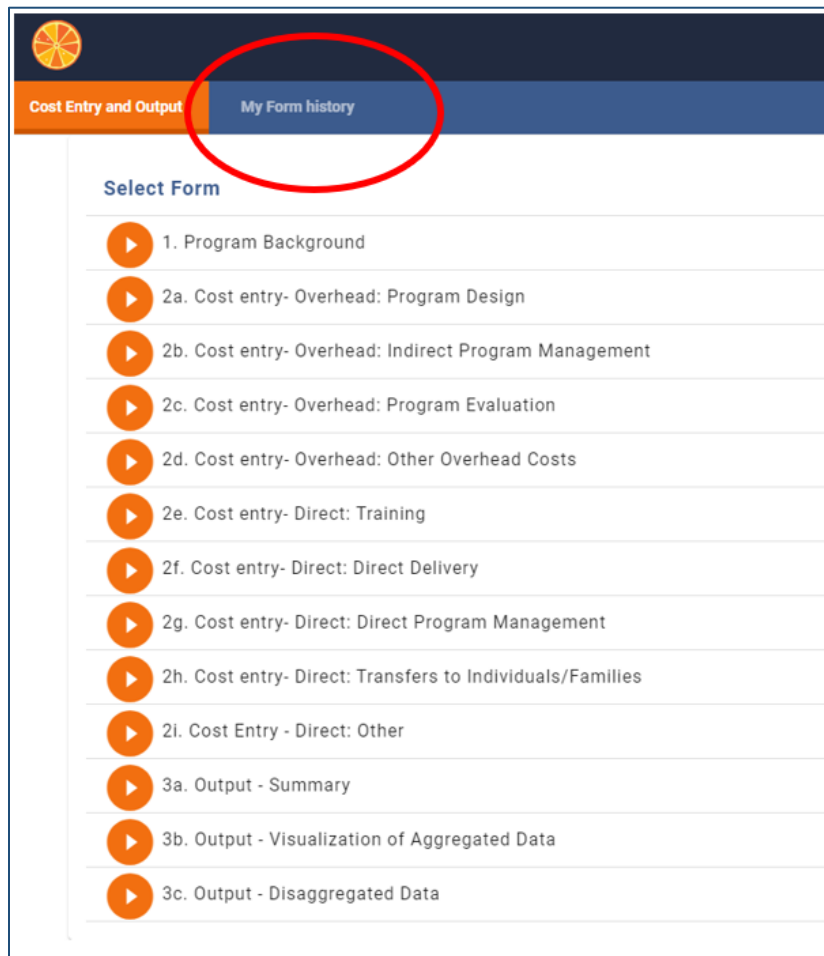 Cost Entry and Output
My Form history
Select Form
1. Program Background
2a. Cost entry- Overhead: Program Design
2b. Cost entry- Overhead: Indirect Program Management
2c. Cost entry- Overhead: Program Evaluation
2d. Cost entry- Overhead: Other Overhead Costs
2e. Cost entry- Direct: Training
2f. Cost entry- Direct: Direct Delivery
2g. Cost entry- Direct: Direct Program Management
2h. Cost entry- Direct: Transfers to Individuals/Families
2i. Cost Entry - Direct: Other
3a. Output - Summary
3b. Output - Visualization of Aggregated Data
3c. Output - Disaggregated Data